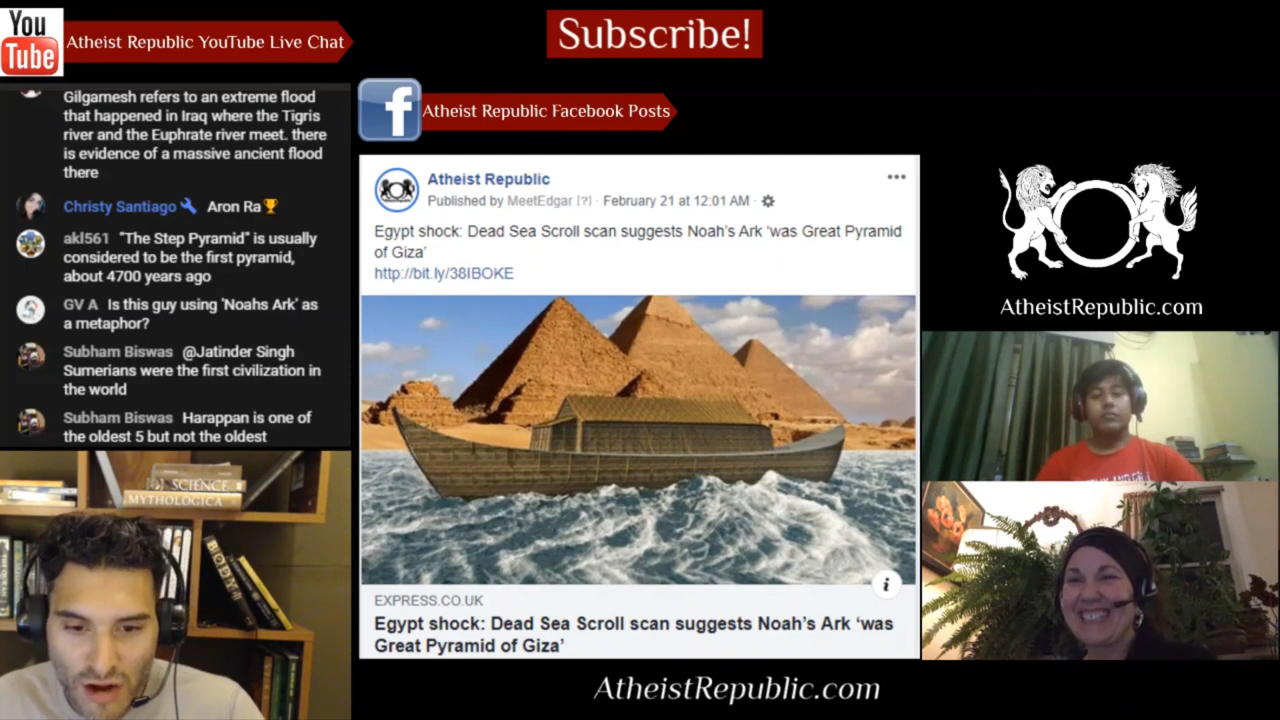 You
Tube
Atheist Republic YouTube Live Chat
Subscribe!
Gilgamesh refers to an extreme flood
that happened in Iraq where the Tigris
river and the Euphrate river meet. there
is evidence of a massive ancient flood
there
Christy Santiago Aron Ra
akl561 "The Step Pyramid" is usually
considered to be the first pyramid,
about 4700 years ago
GV A Is this guy using 'Noahs Ark' as
a metaphor?
Subham Biswas @Jatinder Singh
Sumerians were the first civilization in
the world
Subham Biswas Harappan is one of
the oldest 5 but not the oldest
SCIENCE
MYTHOLOGICA
f
Atheist Republic Facebook Posts
Atheist Republic
Published by MeetEdgar [?] · February 21 at 12:01 AM ·
Egypt shock: Dead Sea Scroll scan suggests Noah's Ark ‘was Great Pyramid
of Giza’
http://bit.ly/38IBOKE
i
EXPRESS.CO.UK
Egypt shock: Dead Sea Scroll scan suggests Noah’s Ark ‘was
Great Pyramid of Giza’
AtheistRepublic.com
AtheistRepublic.com